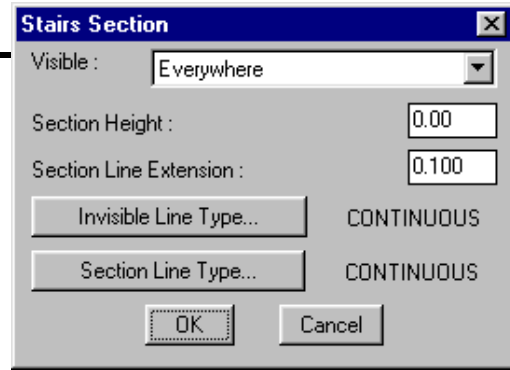 Stairs Section
Visible : Everywhere
Section Height : 0.00
Section Line Extension : 0.100
Invisible Line Type... CONTINUOUS
Section Line Type... CONTINUOUS
OK Cancel